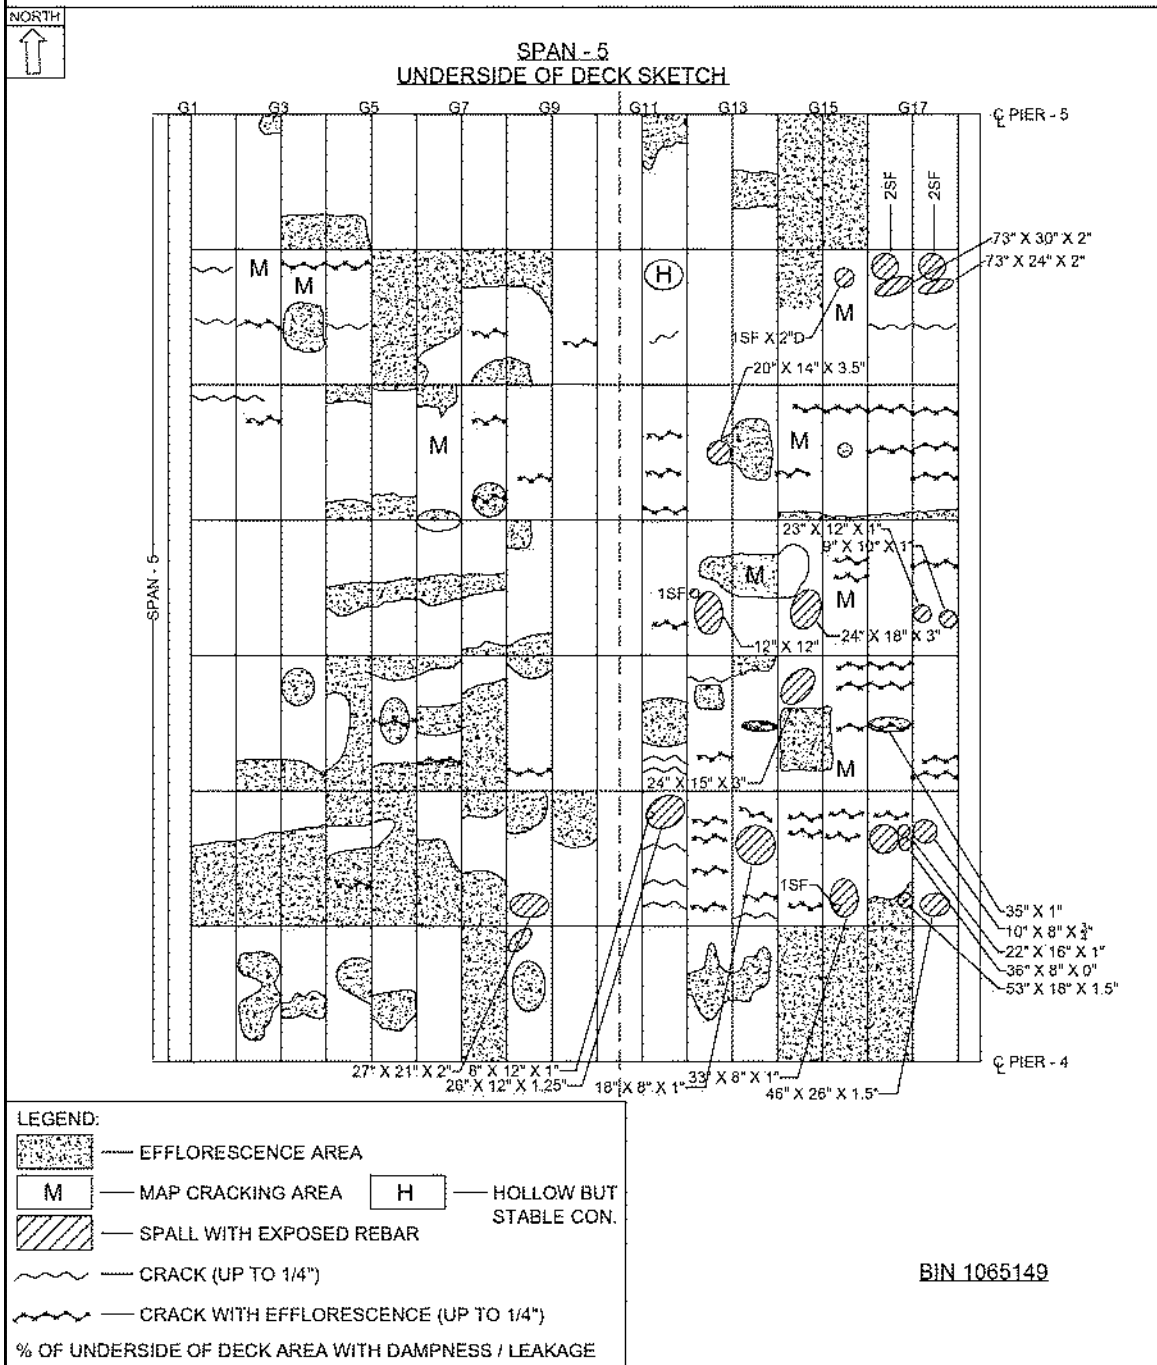 NORTH
SPAN - 5
UNDERSIDE OF DECK SKETCH
G1 G3 G5 G7 G9 G11 G13 G15 G17
℄ PIER - 5
2SF 2SF
73" X 30" X 2"
73" X 24" X 2"
M M H M
1SF X 2"D
20" X 14" X 3.5"
M M
23" X 12" X 1"
9" X 10" X 1"
SPAN - 5
M M
1SF
12" X 12"
24" X 18" X 3"
M
24" X 15" X 3"
1SF
35" X 1"
10" X 8" X ¾"
22" X 16" X 1"
36" X 8" X 0"
53" X 18" X 1.5"
℄ PIER - 4
27" X 21" X 2" 8" X 12" X 1"
26" X 12" X 1.25" 18" X 8" X 1" 33" X 8" X 1"
46" X 26" X 1.5"
LEGEND:
EFFLORESCENCE AREA
M MAP CRACKING AREA H HOLLOW BUT
STABLE CON.
SPALL WITH EXPOSED REBAR
CRACK (UP TO 1/4")
CRACK WITH EFFLORESCENCE (UP TO 1/4")
% OF UNDERSIDE OF DECK AREA WITH DAMPNESS / LEAKAGE
BIN 1065149